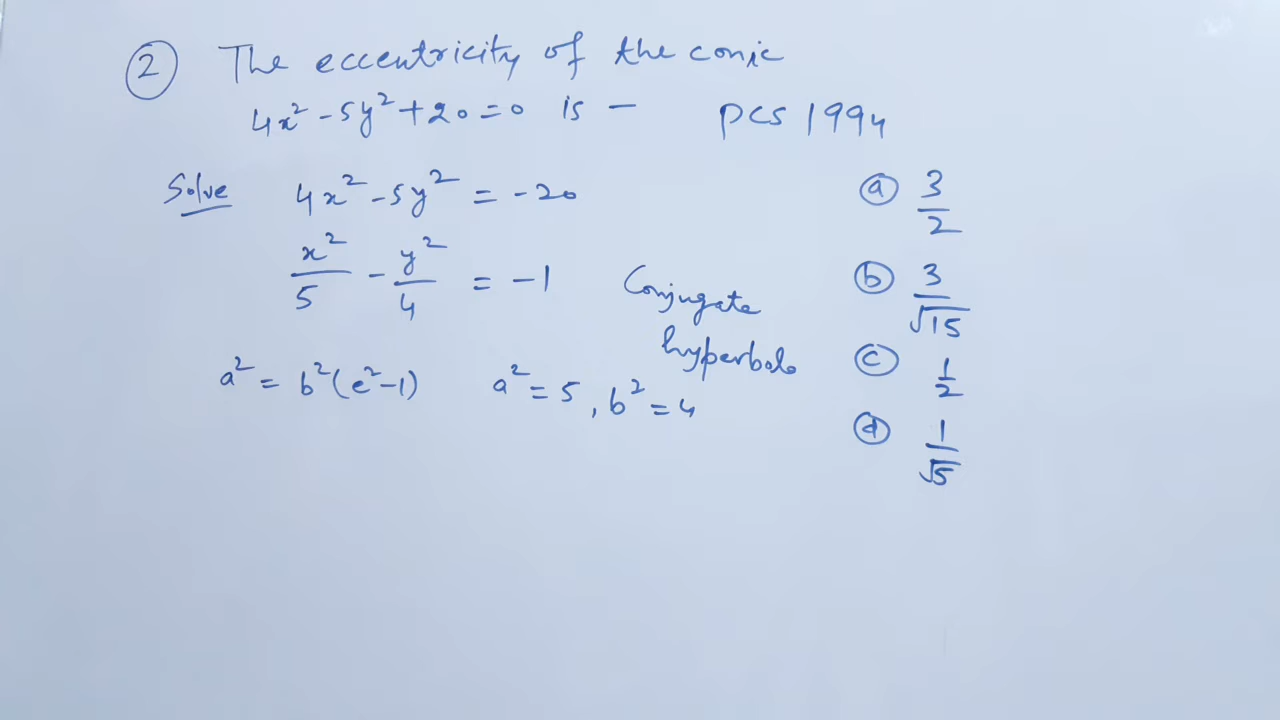 ② The eccentricity of the conic
4x² - 5y² + 20 = 0 is — PCS 1994
Solve 4x² - 5y² = -20
x²/5 - y²/4 = -1
Conjugate
hyperbola
a² = b²(e²-1) a² = 5, b² = 4
ⓐ 3/2
ⓑ 3/√15
ⓒ 1/2
ⓓ 1/√5